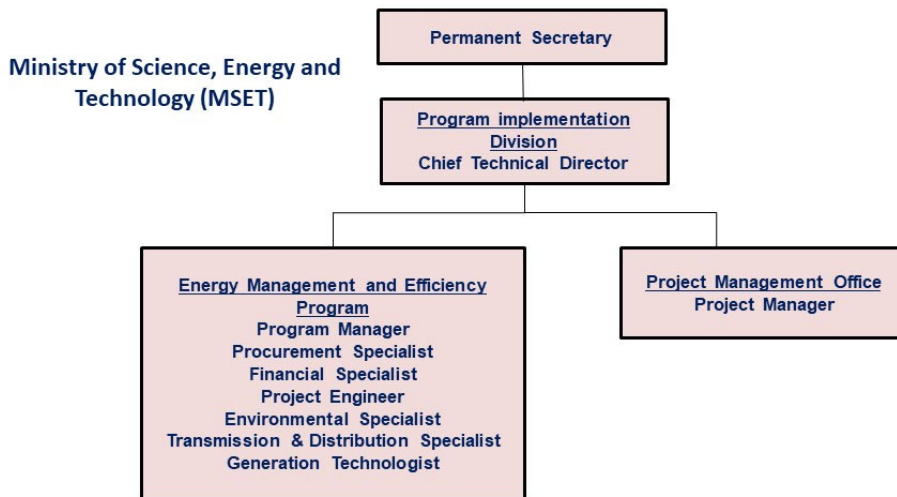 Permanent Secretary
Ministry of Science, Energy and
Technology (MSET)
Program implementation
Division
Chief Technical Director
Energy Management and Efficiency
Program
Program Manager
Procurement Specialist
Financial Specialist
Project Engineer
Environmental Specialist
Transmission & Distribution Specialist
Generation Technologist
Project Management Office
Project Manager